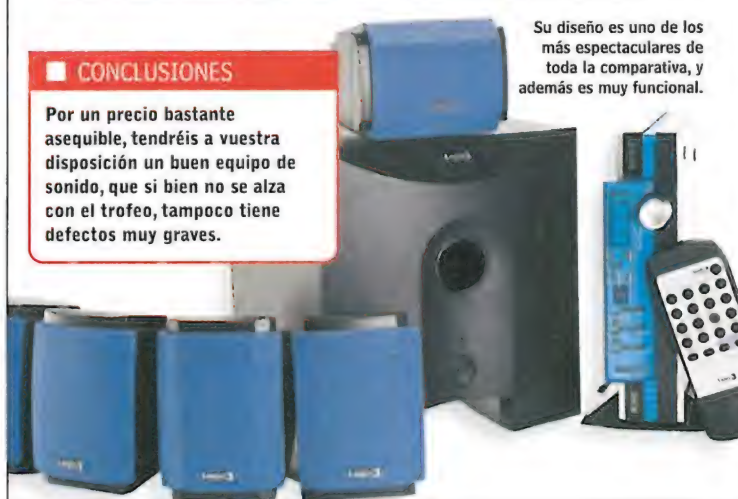 Su diseño es uno de los
más espectaculares de
toda la comparativa, y
además es muy funcional.
CONCLUSIONES
Por un precio bastante
asequible, tendréis a vuestra
disposición un buen equipo de
sonido, que si bien no se alza
con el trofeo, tampoco tiene
defectos muy graves.